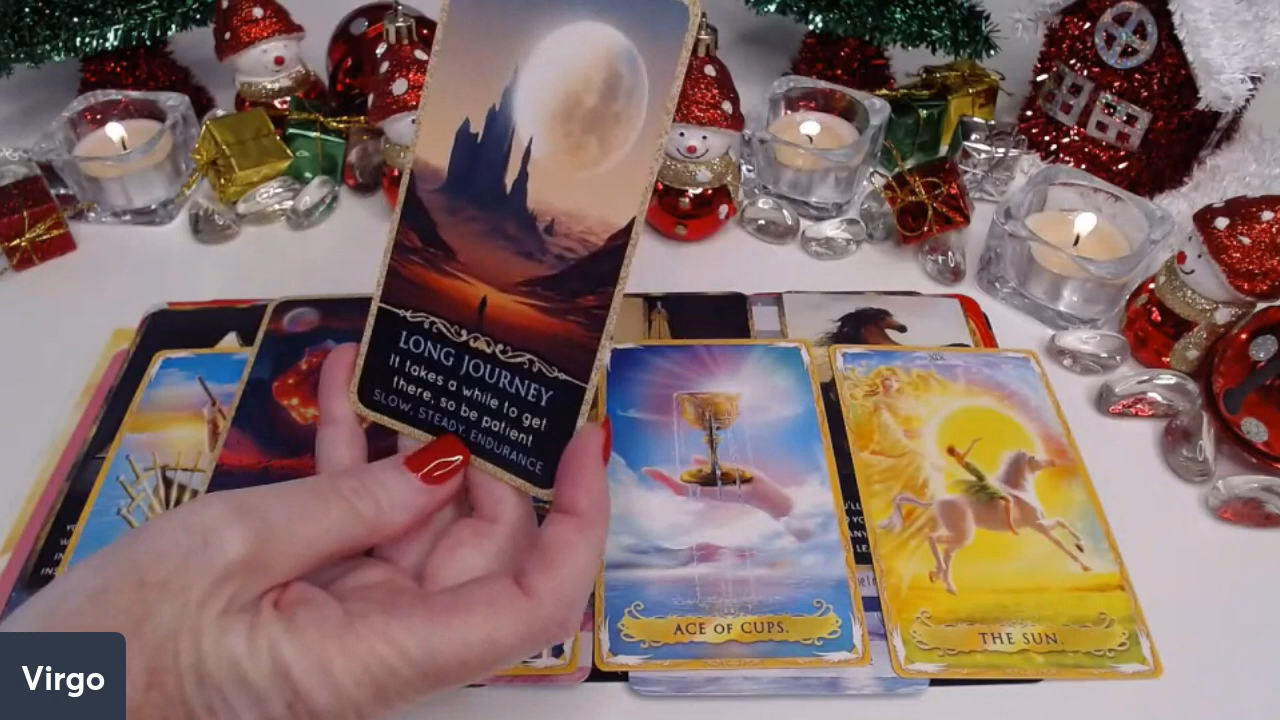 LONG JOURNEY
It takes a while to get
there, so be patient
SLOW, STEADY, ENDURANCE
XIX
ACE OF CUPS.
THE SUN.
Virgo